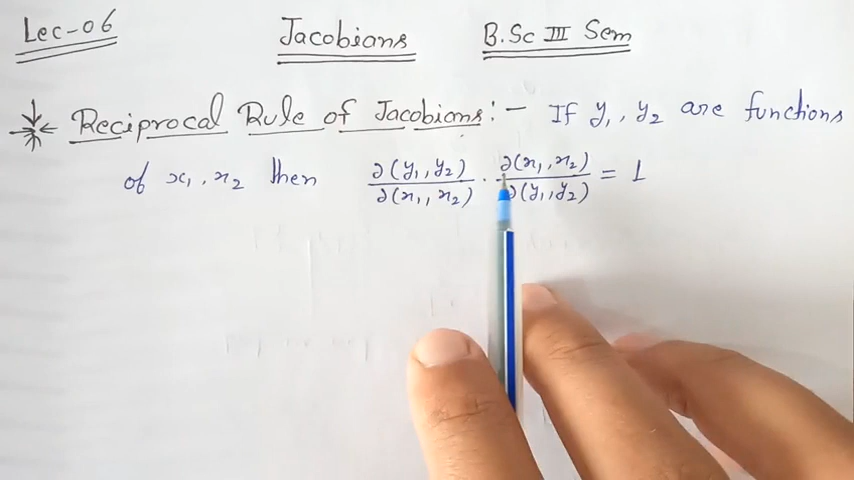 Lec-06 Jacobians B.Sc III Sem
Reciprocal Rule of Jacobians:- If y₁, y₂ are functions
of x₁, x₂ then ∂(y₁, y₂)/∂(x₁, x₂) · ∂(x₁, x₂)/∂(y₁, y₂) = 1